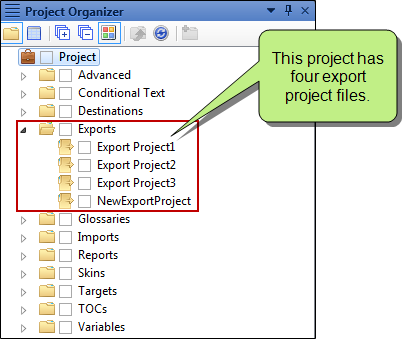 Project Organizer
Project
Advanced
Conditional Text
Destinations
Exports
Export Project1
Export Project2
Export Project3
NewExportProject
Glossaries
Imports
Reports
Skins
Targets
TOCs
Variables
This project has
four export
project files.